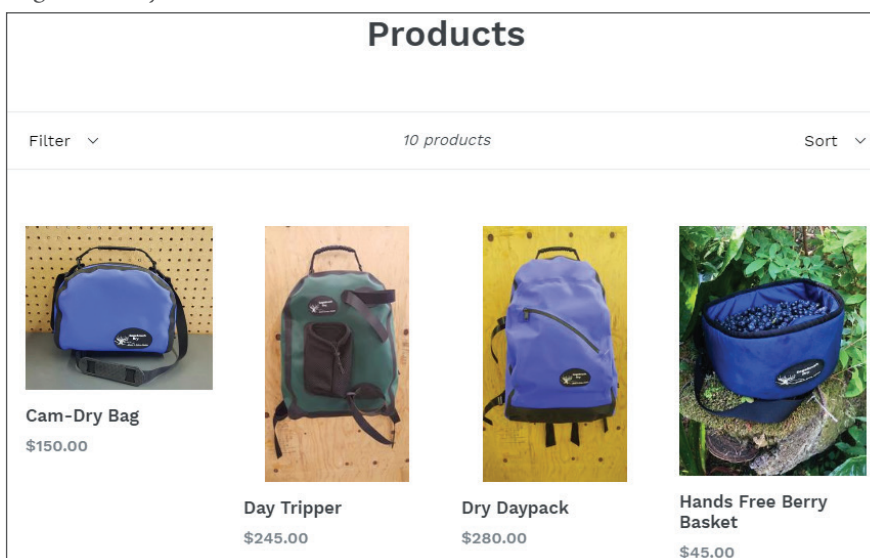 Products
Filter
10 products
Sort
Cam-Dry Bag
$150.00
Day Tripper
$245.00
Dry Daypack
$280.00
Hands Free Berry
Basket
$45.00